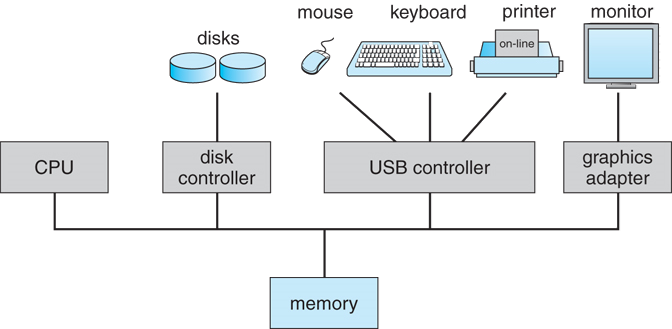 mouse
keyboard
printer
monitor
disks
on-line
CPU
disk
controller
USB controller
graphics
adapter
memory